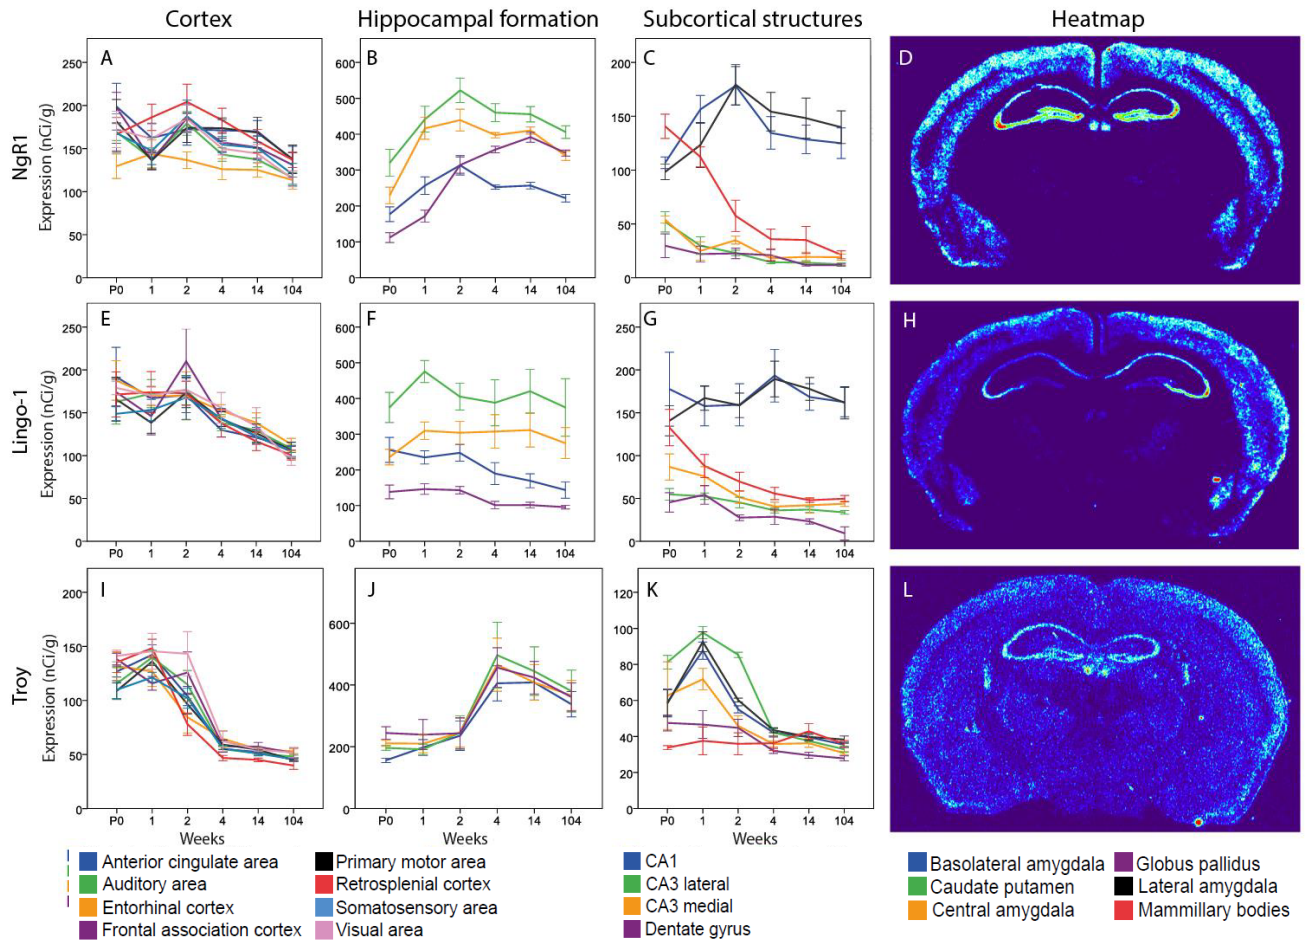 Cortex
Hippocampal formation
Subcortical structures
Heatmap
NgR1
Expression (nCi/g)
A
250
200
150
100
50
0
P0 1 2 4 14 104
B
600
500
400
300
200
100
0
P0 1 2 4 14 104
C
200
150
100
50
0
P0 1 2 4 14 104
D
Lingo-1
Expression (nCi/g)
E
250
200
150
100
50
0
P0 1 2 4 14 104
F
600
500
400
300
200
100
0
P0 1 2 4 14 104
G
250
200
150
100
50
0
P0 1 2 4 14 104
H
Troy
Expression (nCi/g)
I
200
150
100
50
0
P0 1 2 4 14 104
Weeks
J
600
400
200
0
P0 1 2 4 14 104
Weeks
K
120
100
80
60
40
20
0
P0 1 2 4 14 104
Weeks
L
Anterior cingulate area
Auditory area
Entorhinal cortex
Frontal association cortex
Primary motor area
Retrosplenial cortex
Somatosensory area
Visual area
CA1
CA3 lateral
CA3 medial
Dentate gyrus
Basolateral amygdala
Caudate putamen
Central amygdala
Globus pallidus
Lateral amygdala
Mammillary bodies